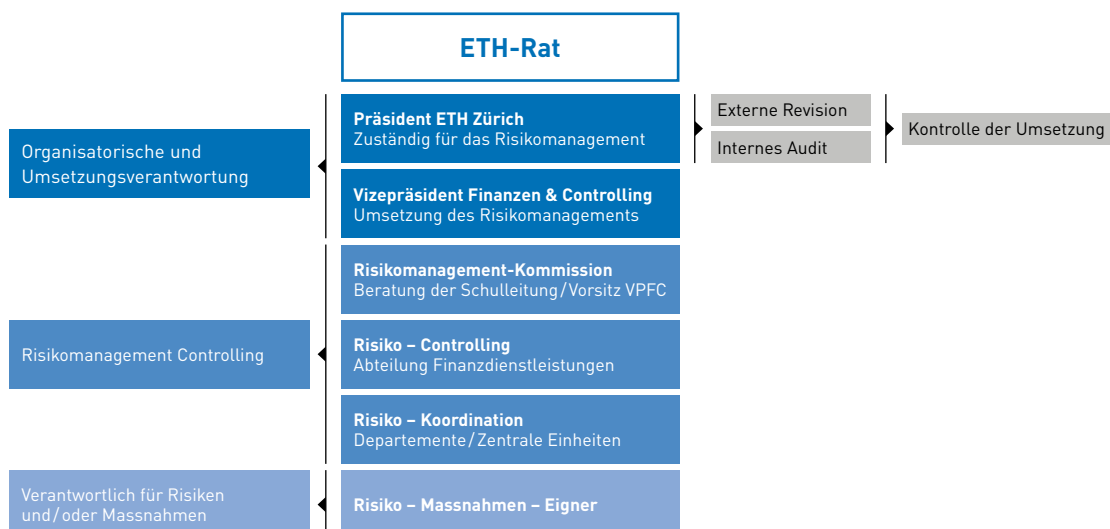 ETH-Rat
Organisatorische und
Umsetzungsverantwortung
Präsident ETH Zürich
Zuständig für das Risikomanagement
Externe Revision
Internes Audit
Kontrolle der Umsetzung
Vizepräsident Finanzen & Controlling
Umsetzung des Risikomanagements
Risikomanagement Controlling
Risikomanagement-Kommission
Beratung der Schulleitung/Vorsitz VPFC
Risiko – Controlling
Abteilung Finanzdienstleistungen
Risiko – Koordination
Departemente/Zentrale Einheiten
Verantwortlich für Risiken
und/oder Massnahmen
Risiko – Massnahmen – Eigner